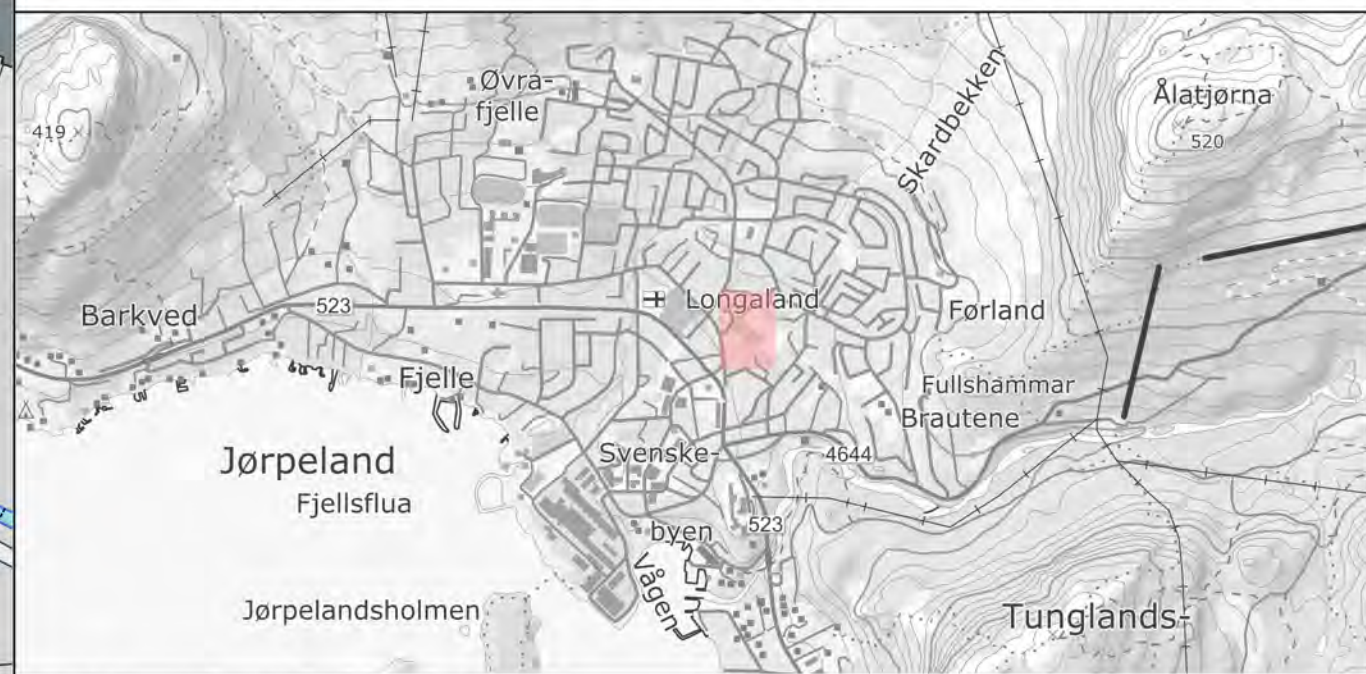 Øvra-
fjelle
Skardbekken
Ålatjørna
520
419
Barkved
523
Longaland
Førland
Fjelle
Fullshammar
Brautene
Jørpeland
Fjellsflua
Svenske-
byen
4644
523
Vågen
Jørpelandsholmen
Tunglands-